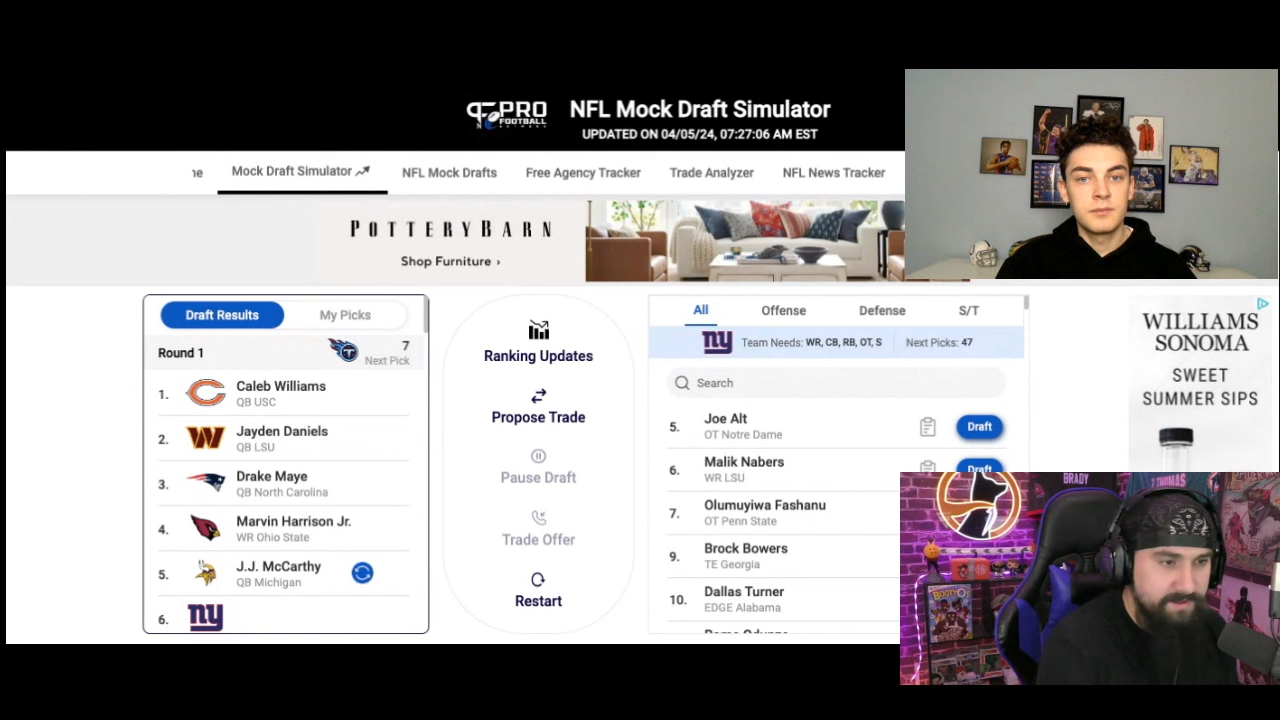 PRO
FOOTBALL
NETWORK
NFL Mock Draft Simulator
UPDATED ON 04/05/24, 07:27:06 AM EST
ne
Mock Draft Simulator
NFL Mock Drafts
Free Agency Tracker
Trade Analyzer
NFL News Tracker
POTTERYBARN
Shop Furniture ›
Draft Results
My Picks
Round 1
7
Next Pick
1.
Caleb Williams
QB USC
2.
Jayden Daniels
QB LSU
3.
Drake Maye
QB North Carolina
4.
Marvin Harrison Jr.
WR Ohio State
5.
J.J. McCarthy
QB Michigan
6.
ny
Ranking Updates
Propose Trade
Pause Draft
Trade Offer
Restart
All
Offense
Defense
S/T
ny
Team Needs: WR, CB, RB, OT, S
Next Picks: 47
Search
5.
Joe Alt
OT Notre Dame
Draft
6.
Malik Nabers
WR LSU
Draft
7.
Olumuyiwa Fashanu
OT Penn State
9.
Brock Bowers
TE Georgia
10.
Dallas Turner
EDGE Alabama
WILLIAMS
SONOMA
SWEET
SUMMER SIPS
BRADY